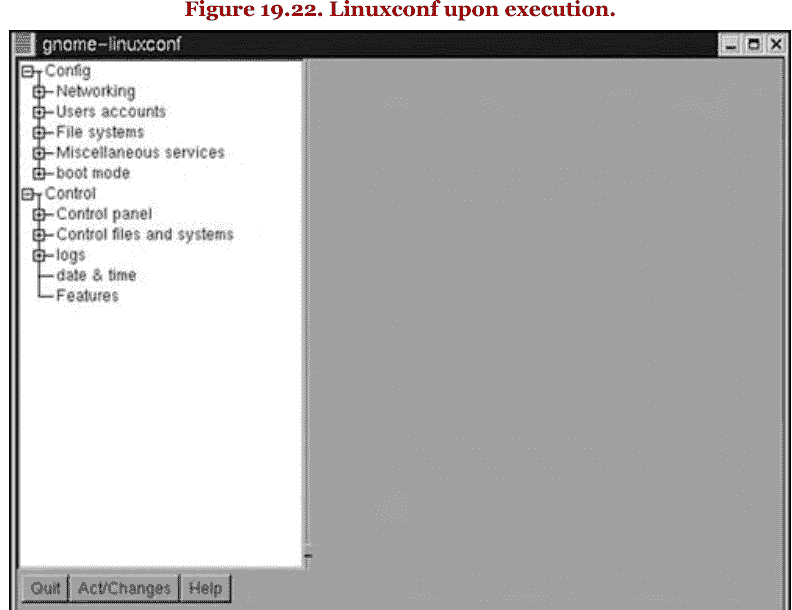 Figure 19.22. Linuxconf upon execution.
gnome-linuxconf
Config
Networking
Users accounts
File systems
Miscellaneous services
boot mode
Control
Control panel
Control files and systems
logs
date & time
Features
Quit Act/Changes Help